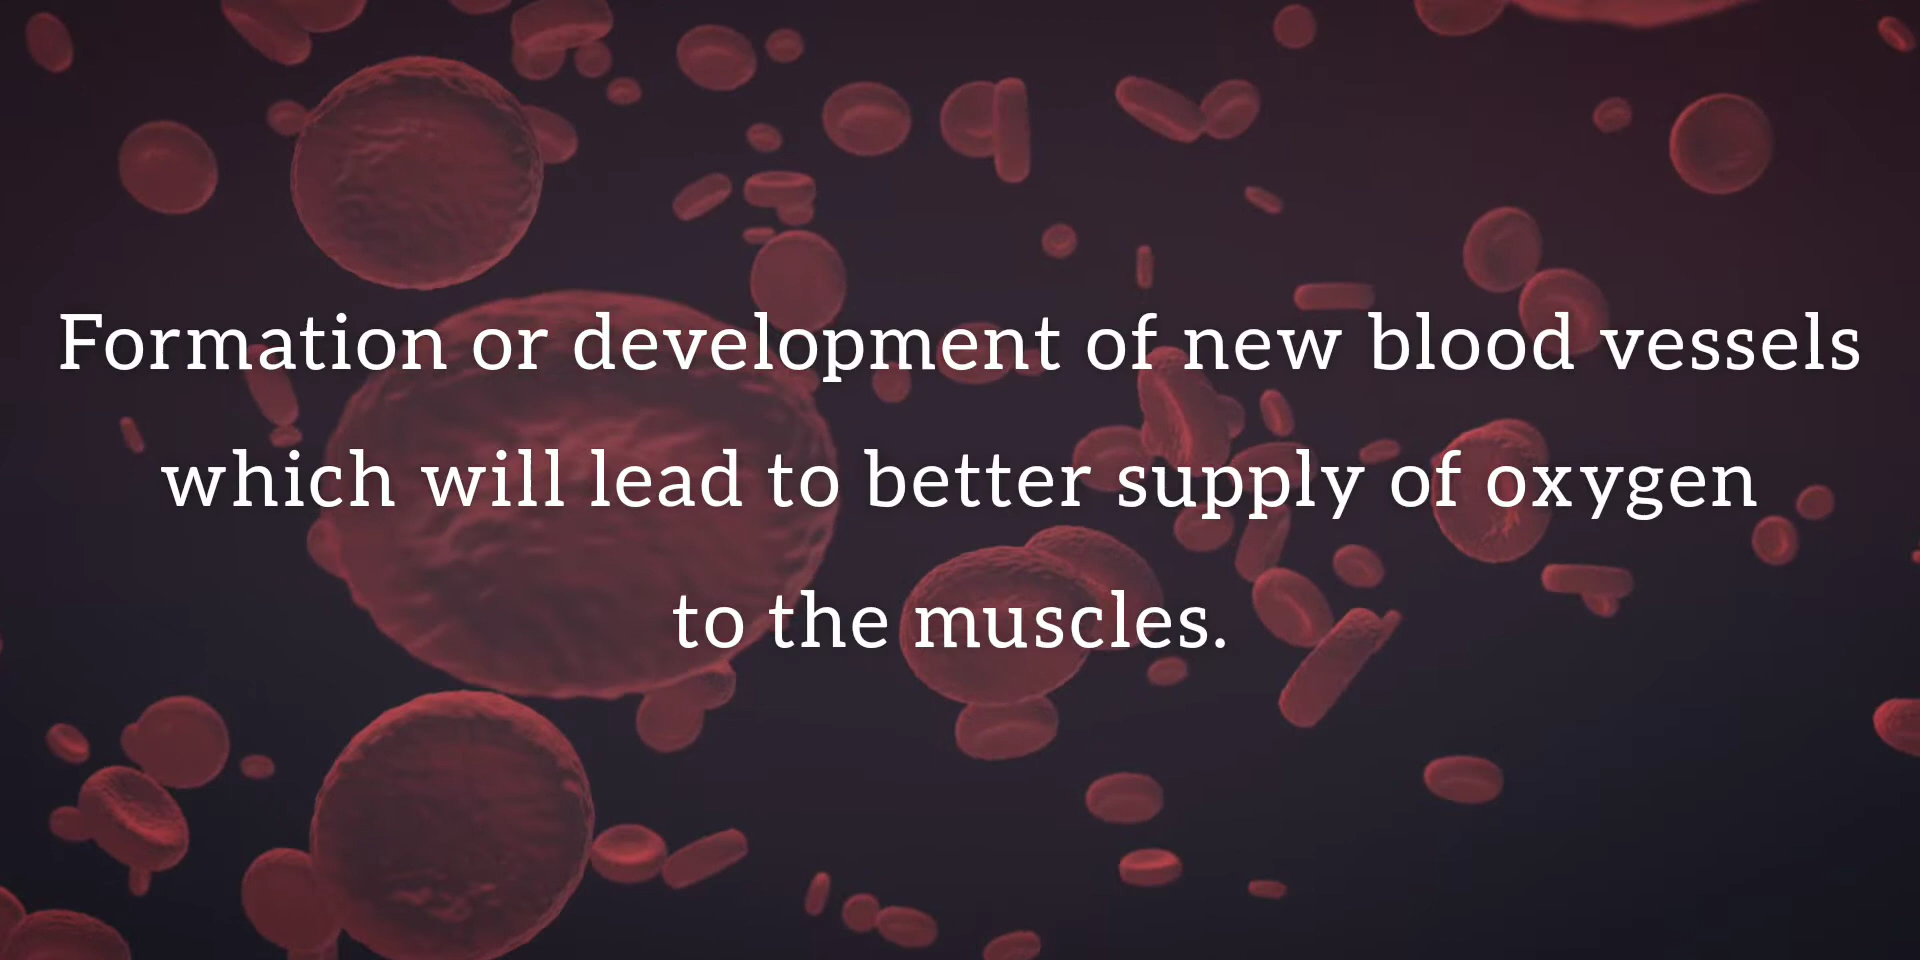 Formation or development of new blood vessels
which will lead to better supply of oxygen
to the muscles.